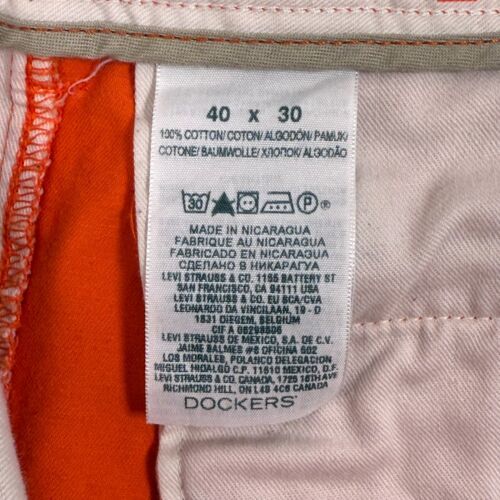 40 x 30
100% COTTON/ COTON/ ALGODÓN/ PAMUK/
COTONE/ BAUMWOLLE/ ХЛОПОК/ ALGODÃO
30 P ®
MADE IN NICARAGUA
FABRIQUE AU NICARAGUA
FABRICADO EN NICARAGUA
СДЕЛАНО В НИКАРАГУА
LEVI STRAUSS & CO. 1155 BATTERY ST
SAN FRANCISCO, CA 94111 USA
LEVI STRAUSS & CO. EU BCA/CVA
LEONARDO DA VINCILAAN, 19 - D
1831 DIEGEM, BELGIUM
CIF A 08298506
LEVI STRAUSS DE MEXICO, S.A. DE C.V.
JAIME BALMES #8 OFICINA 602
LOS MORALES, POLANCO DELEGACION
MIGUEL HIDALGO C.P. 11510 MEXICO, D.F.
LEVI STRAUSS & CO. CANADA, 1725 16TH AVE
RICHMOND HILL, ON L4B 4C6 CANADA
DOCKERS®